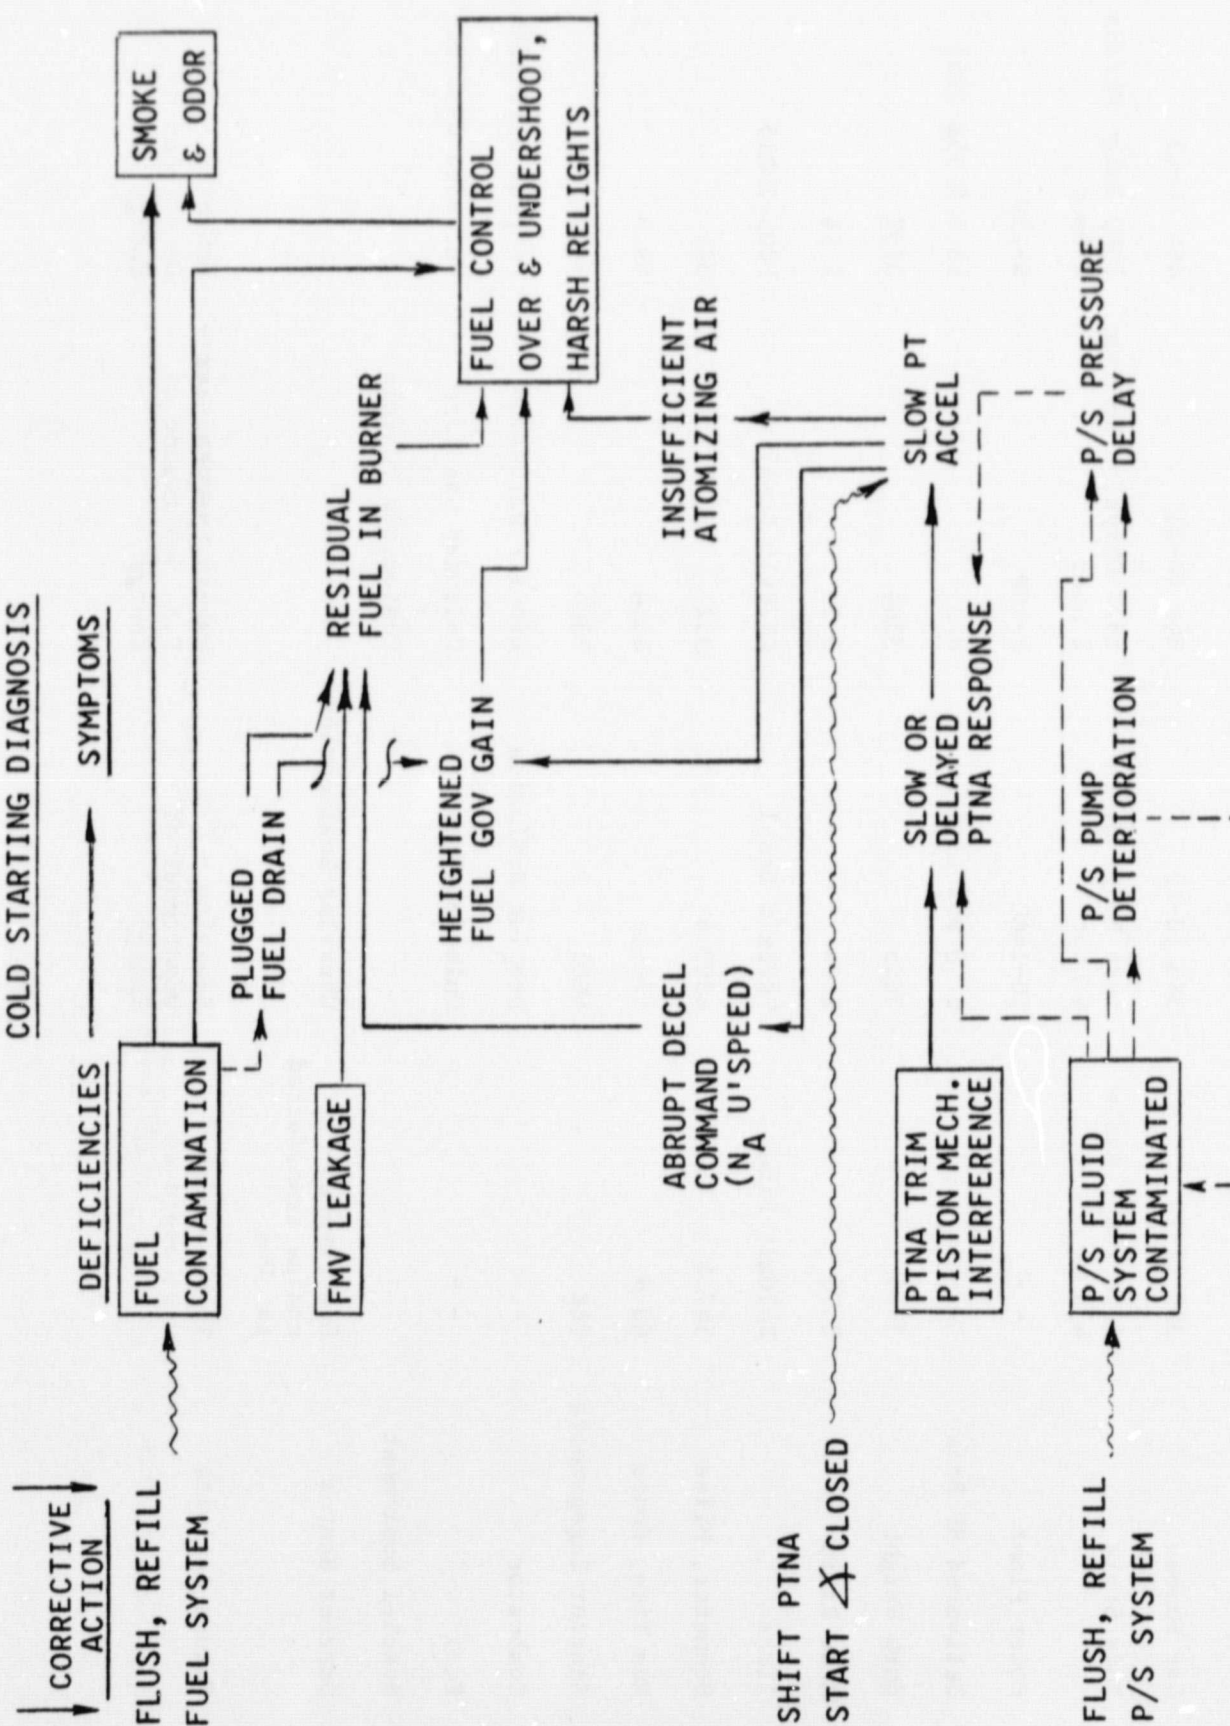 COLD STARTING DIAGNOSIS
CORRECTIVE
ACTION
DEFICIENCIES
SYMPTOMS
FLUSH, REFILL
FUEL SYSTEM
FUEL
CONTAMINATION
SMOKE
& ODOR
PLUGGED
FUEL DRAIN
FMV LEAKAGE
RESIDUAL
FUEL IN BURNER
HEIGHTENED
FUEL GOV GAIN
FUEL CONTROL
OVER & UNDERSHOOT,
HARSH RELIGHTS
ABRUPT DECEL
COMMAND
(NA U'SPEED)
INSUFFICIENT
ATOMIZING AIR
SHIFT PTNA
START ∡ CLOSED
PTNA TRIM
PISTON MECH.
INTERFERENCE
SLOW OR
DELAYED
PTNA RESPONSE
SLOW PT
ACCEL
FLUSH, REFILL
P/S SYSTEM
P/S FLUID
SYSTEM
CONTAMINATED
P/S PUMP
DETERIORATION
P/S PRESSURE
DELAY